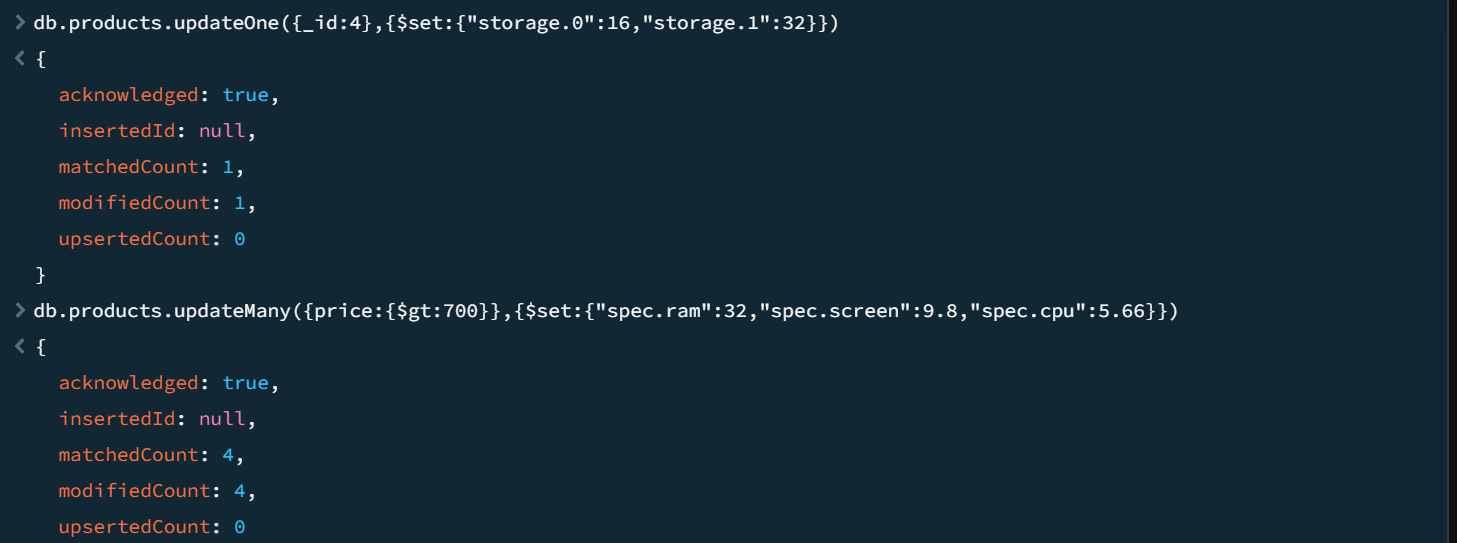 > db.products.updateOne({_id:4},{$set:{"storage.0":16,"storage.1":32}})
< {
acknowledged: true,
insertedId: null,
matchedCount: 1,
modifiedCount: 1,
upsertedCount: 0
}
> db.products.updateMany({price:{$gt:700}},{$set:{"spec.ram":32,"spec.screen":9.8,"spec.cpu":5.66}})
< {
acknowledged: true,
insertedId: null,
matchedCount: 4,
modifiedCount: 4,
upsertedCount: 0